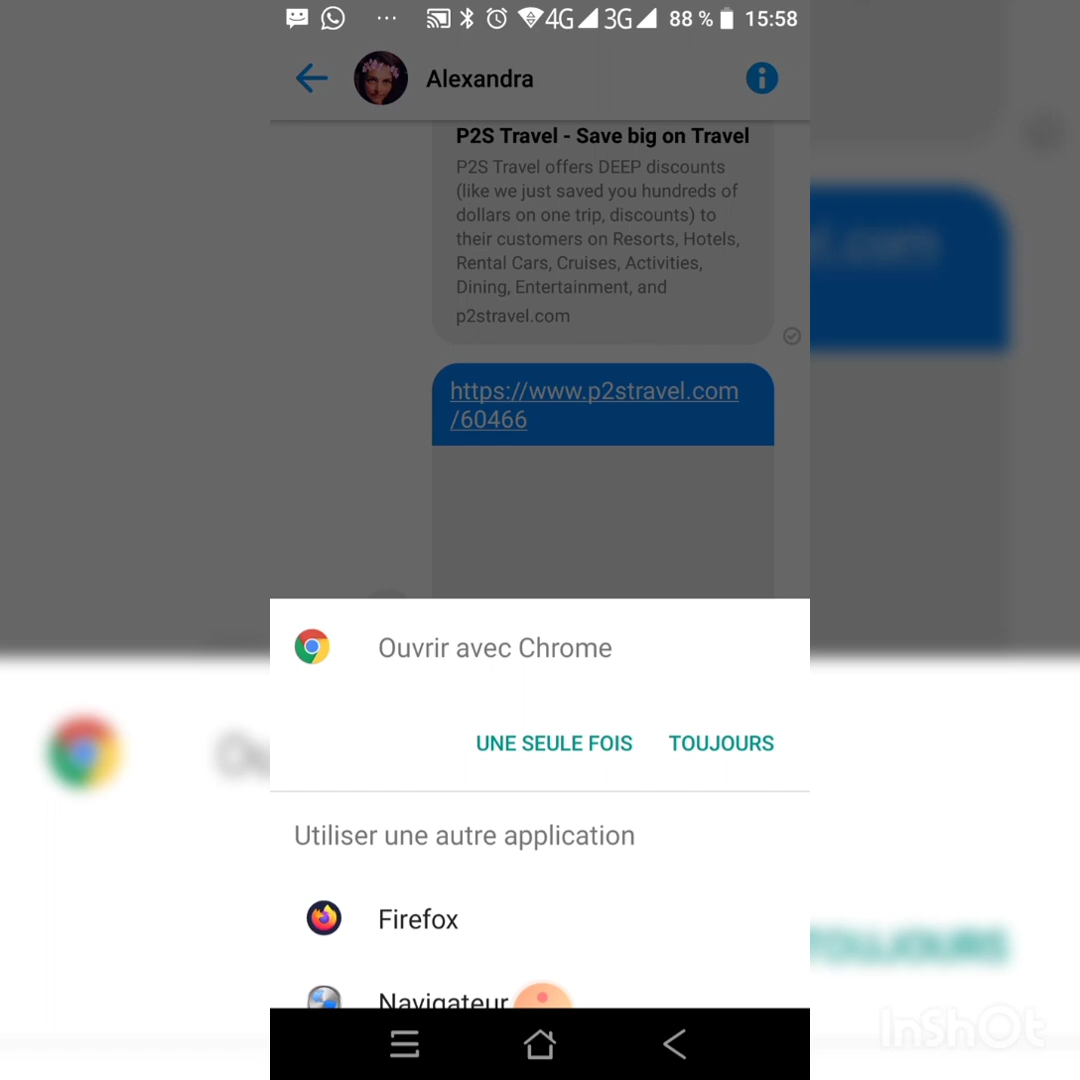 4G 3G 88 % 15:58
Alexandra
P2S Travel - Save big on Travel
P2S Travel offers DEEP discounts
(like we just saved you hundreds of
dollars on one trip, discounts) to
their customers on Resorts, Hotels,
Rental Cars, Cruises, Activities,
Dining, Entertainment, and
p2stravel.com
https://www.p2stravel.com
/60466
Ouvrir avec Chrome
UNE SEULE FOIS TOUJOURS
Utiliser une autre application
Firefox
Navigateur
TOUJOURS
InShOt